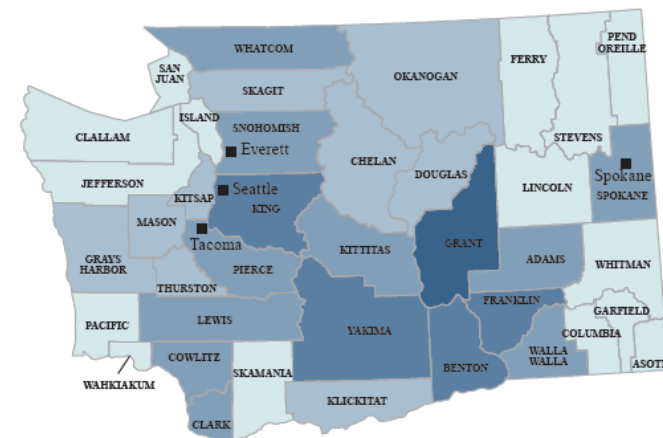 WHATCOM
PEND
OREILLE
FERRY
SAN
JUAN
OKANOGAN
SKAGIT
ISLAND
SNOHOMISH
CLALLAM
STEVENS
Everett
CHELAN
DOUGLAS
Spokane
JEFFERSON
Seattle
KITSAP
LINCOLN
SPOKANE
KING
MASON
Tacoma
KITTITAS
GRANT
ADAMS
GRAYS
HARBOR
PIERCE
WHITMAN
THURSTON
FRANKLIN
GARFIELD
PACIFIC
LEWIS
YAKIMA
COLUMBIA
COWLITZ
WALLA
WALLA
ASOT
SKAMANIA
BENTON
WAHKIAKUM
KLICKITAT
CLARK